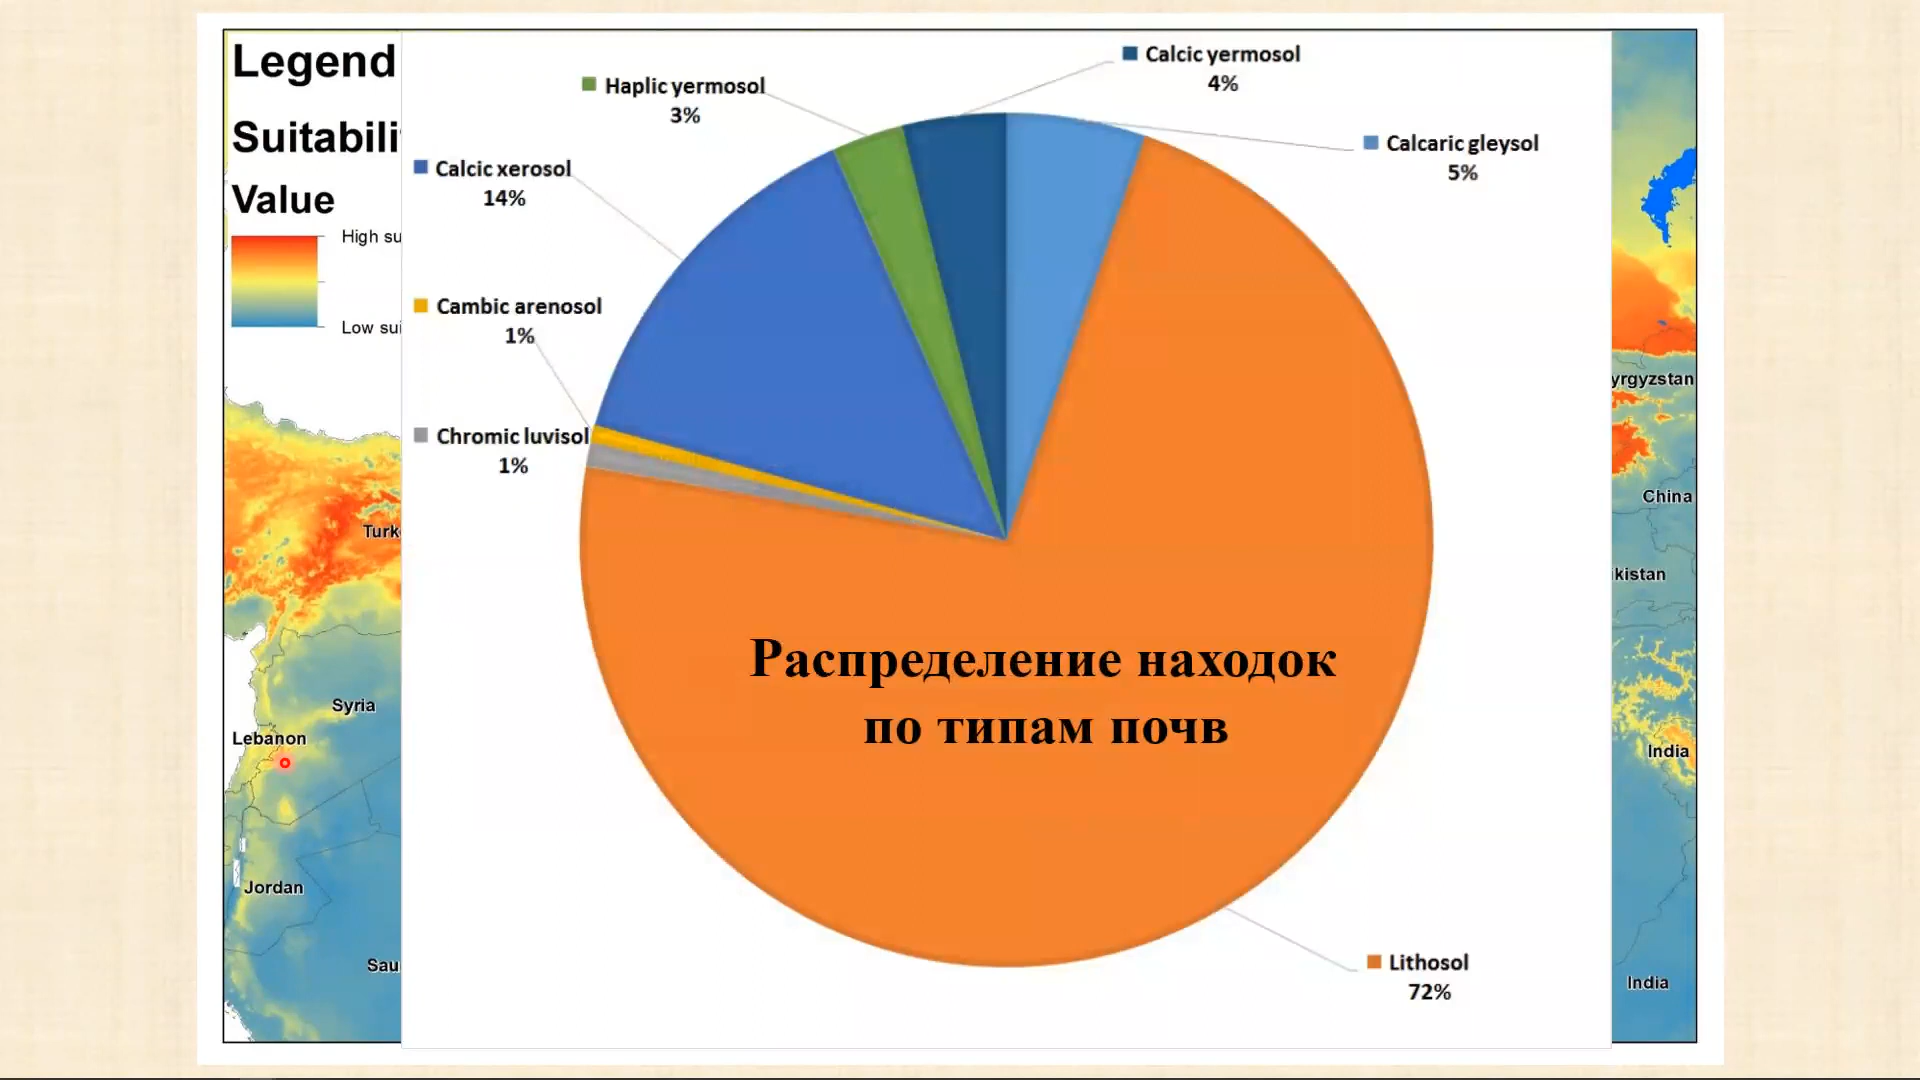 Legend
Suitabili
Value
High su
Low sui
Calcic yermosol
4%
Haplic yermosol
3%
Calcaric gleysol
5%
Calcic xerosol
14%
Cambic arenosol
1%
Chromic luvisol
1%
Распределение находок
по типам почв
Lithosol
72%
Turk
Syria
Lebanon
Jordan
Sau
yrgyzstan
China
ikistan
India
India